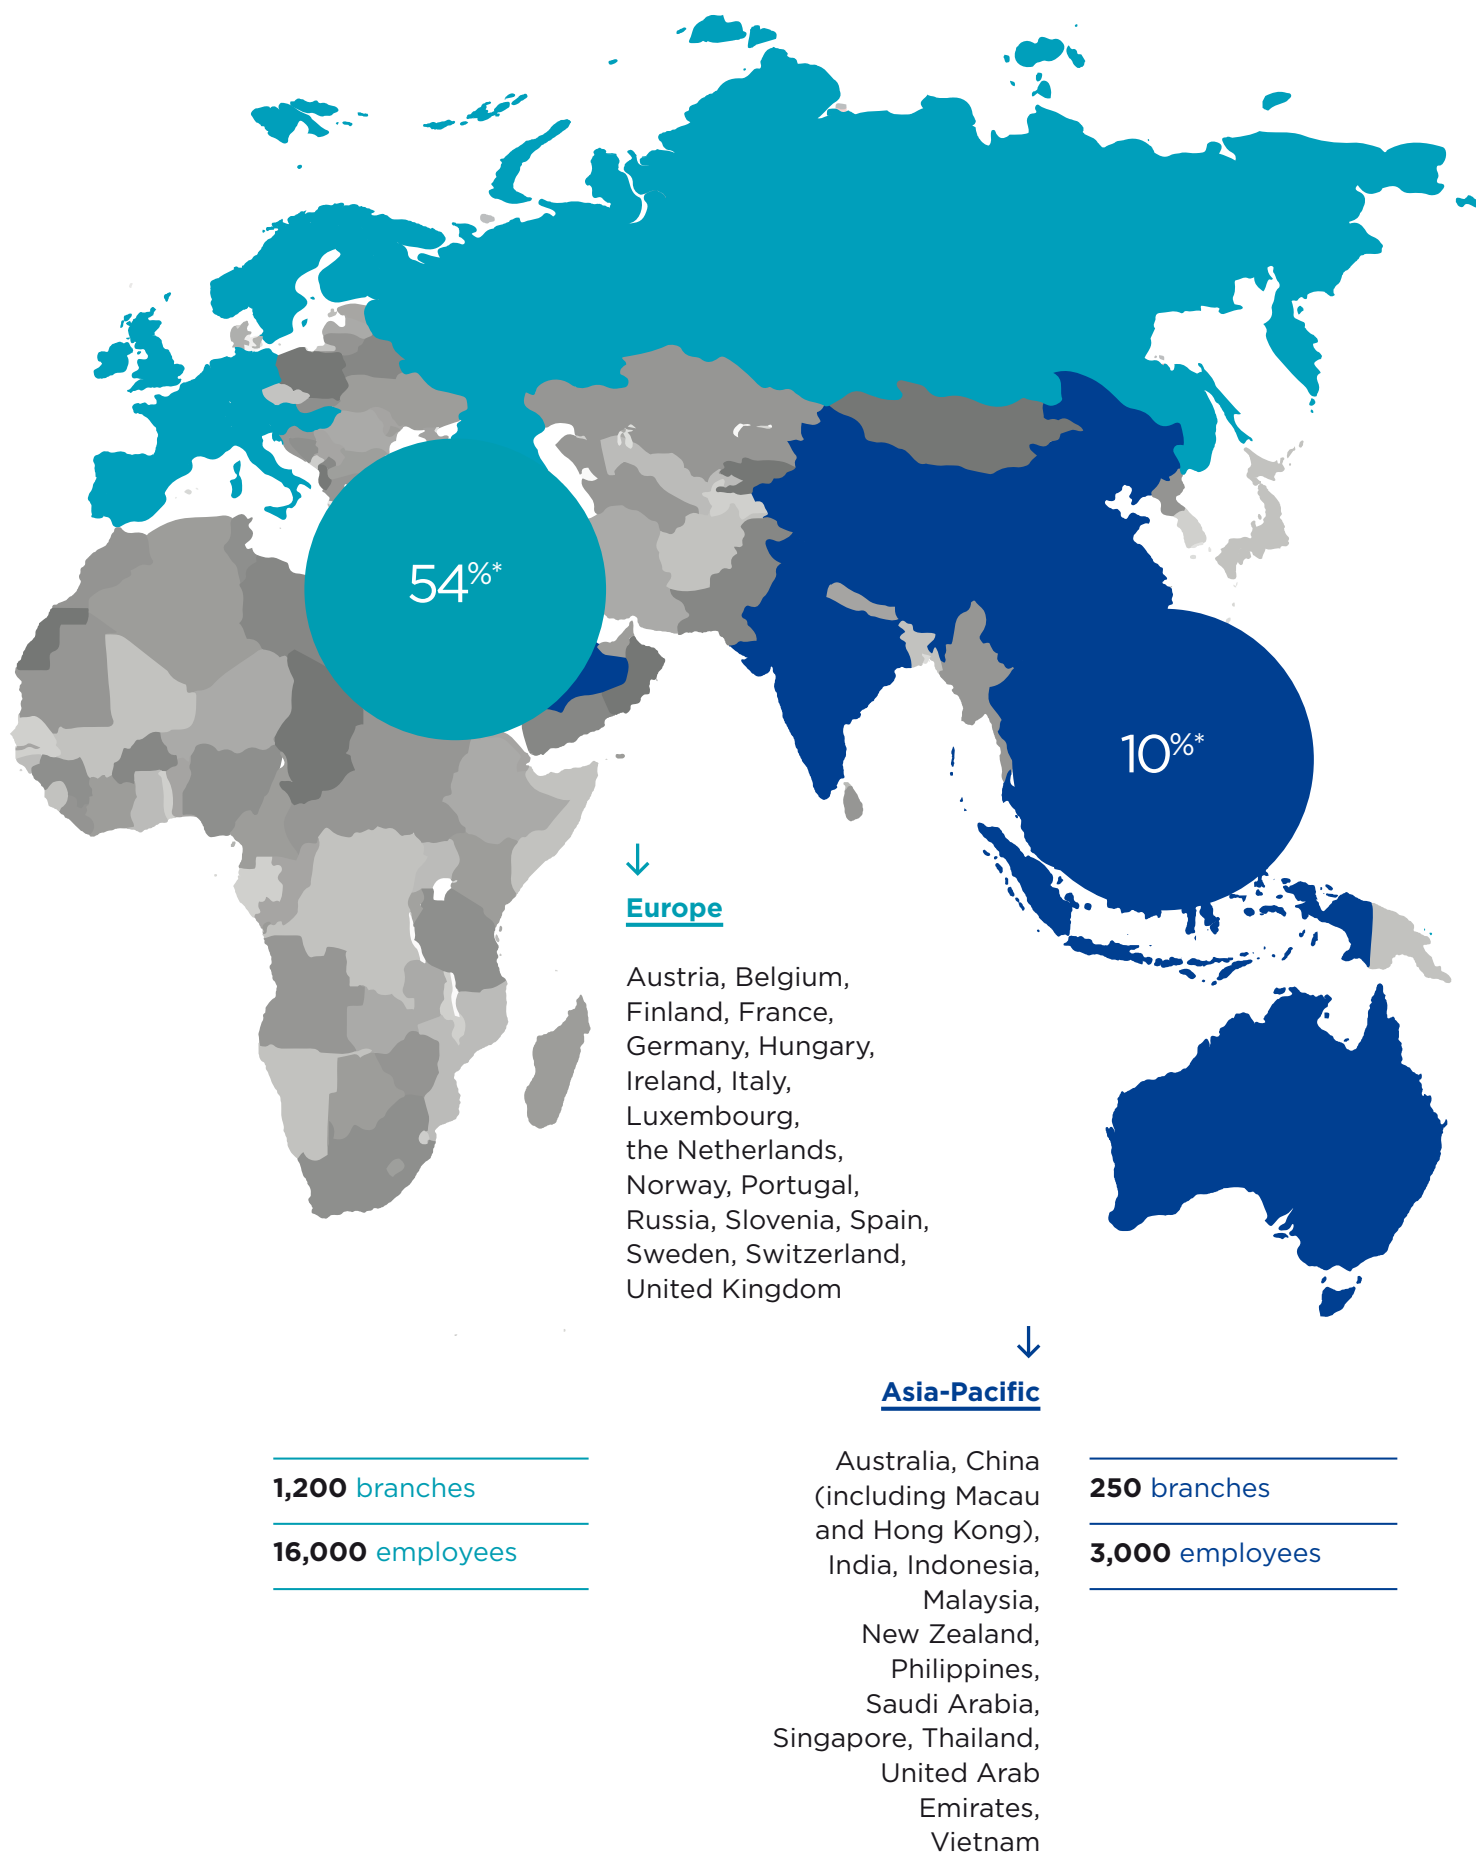 54%*
10%*
Europe
Austria, Belgium,
Finland, France,
Germany, Hungary,
Ireland, Italy,
Luxembourg,
the Netherlands,
Norway, Portugal,
Russia, Slovenia, Spain,
Sweden, Switzerland,
United Kingdom
1,200 branches
16,000 employees
Asia-Pacific
Australia, China
(including Macau
and Hong Kong),
India, Indonesia,
Malaysia,
New Zealand,
Philippines,
Saudi Arabia,
Singapore, Thailand,
United Arab
Emirates,
Vietnam
250 branches
3,000 employees